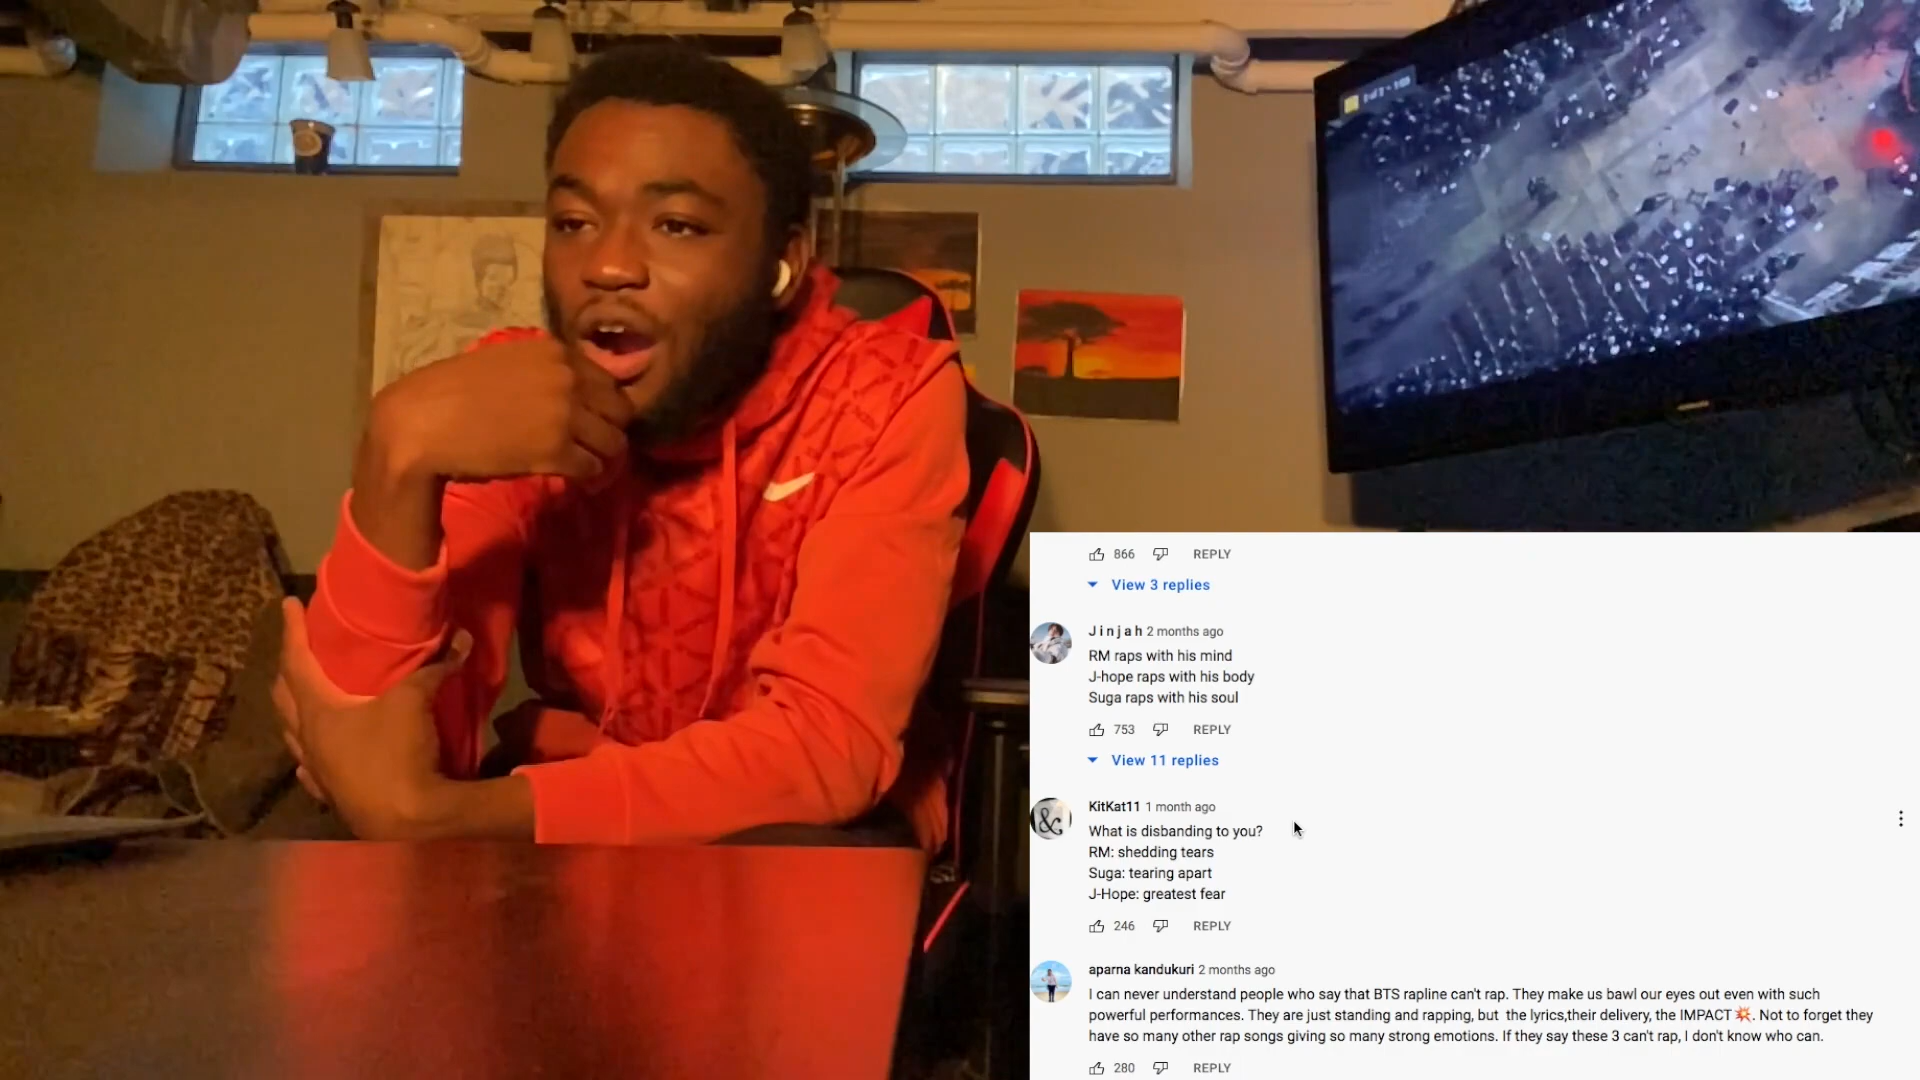 866 REPLY
View 3 replies
J i n j a h 2 months ago
RM raps with his mind
J-hope raps with his body
Suga raps with his soul
753 REPLY
View 11 replies
KitKat11 1 month ago
What is disbanding to you?
RM: shedding tears
Suga: tearing apart
J-Hope: greatest fear
246 REPLY
aparna kandukuri 2 months ago
I can never understand people who say that BTS rapline can't rap. They make us bawl our eyes out even with such
powerful performances. They are just standing and rapping, but the lyrics,their delivery, the IMPACT 💥. Not to forget they
have so many other rap songs giving so many strong emotions. If they say these 3 can't rap, I don't know who can.
280 REPLY